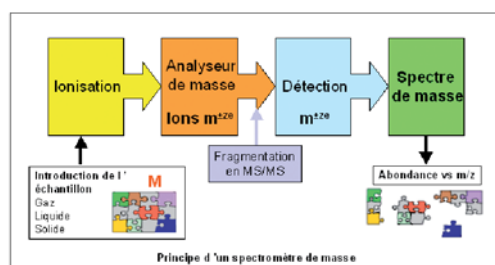 Ionisation
Analyseur
de masse
Ions m±ze
Détection
m±ze
Spectre
de masse
Fragmentation
en MS/MS
Introduction de l'
échantillon
Gaz
Liquide
Solide
M
Abondance vs m/z
Principe d'un spectromètre de masse